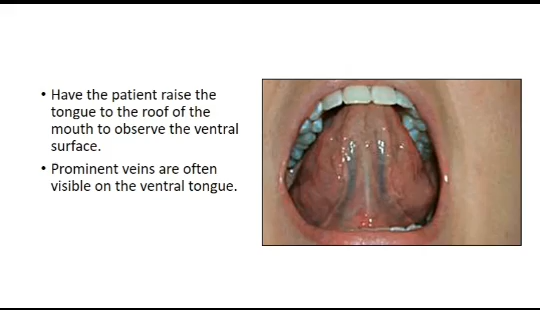 • Have the patient raise the
tongue to the roof of the
mouth to observe the ventral
surface.
• Prominent veins are often
visible on the ventral tongue.